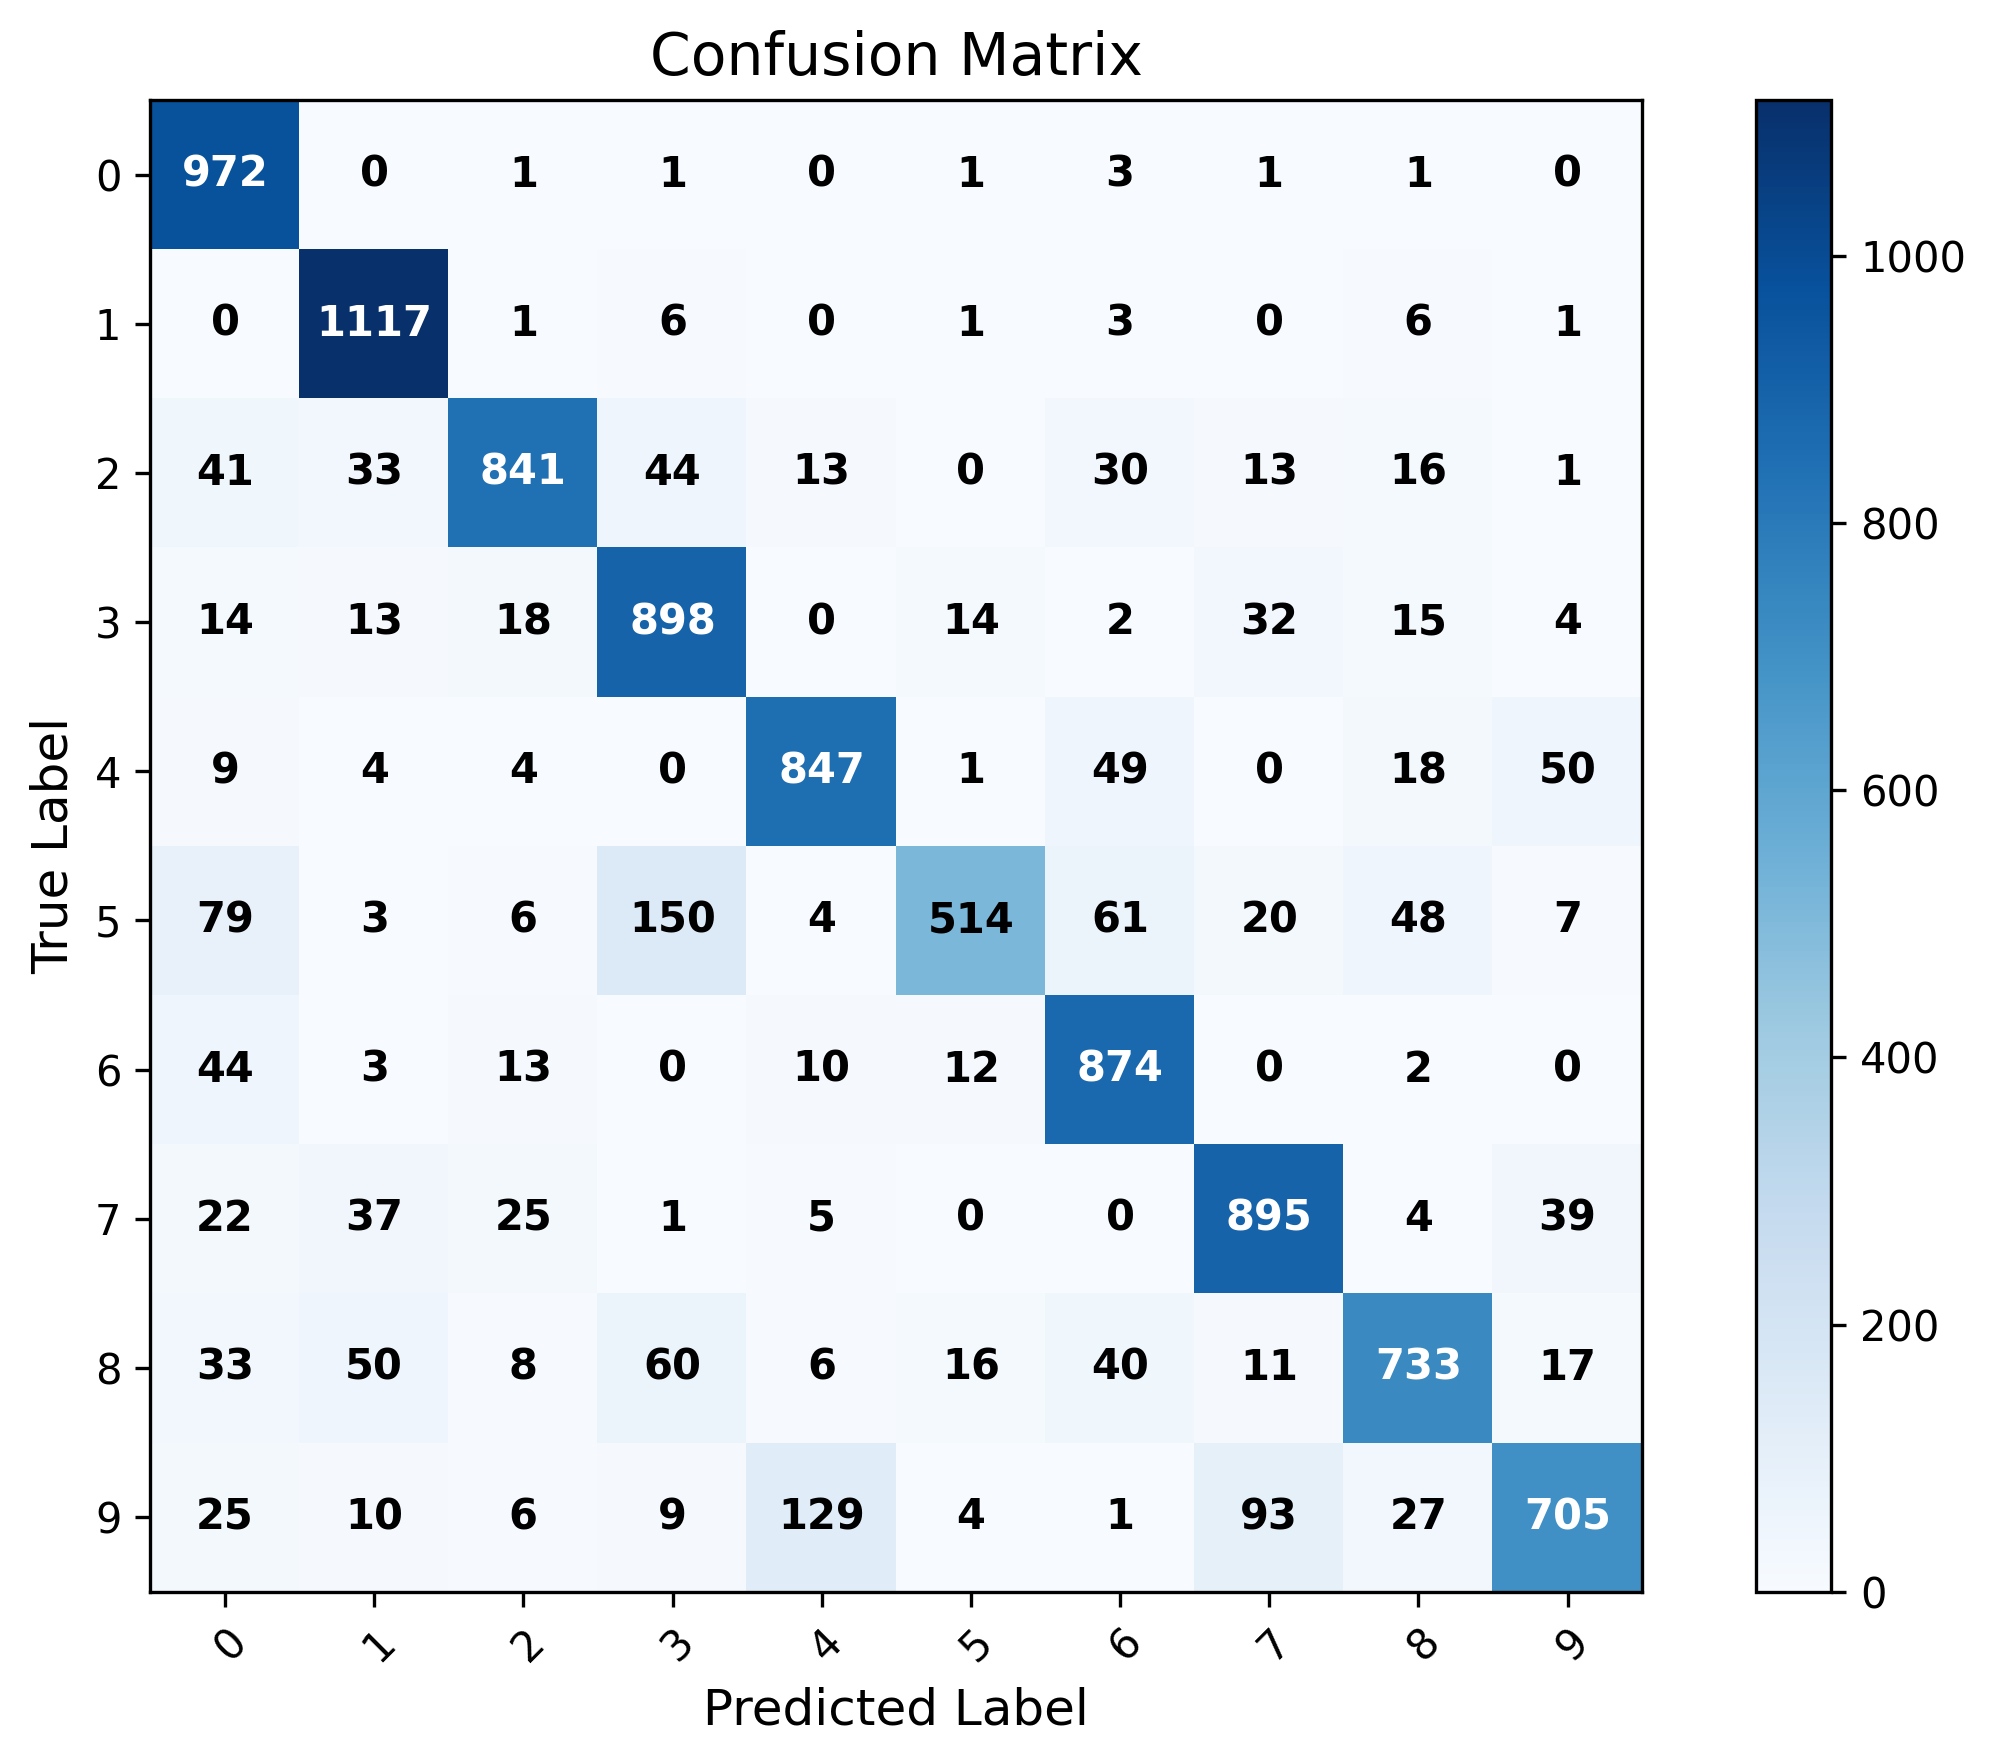 Confusion Matrix
0 972 0 1 1 0 1 3 1 1 0
1 0 1117 1 6 0 1 3 0 6 1
2 41 33 841 44 13 0 30 13 16 1
3 14 13 18 898 0 14 2 32 15 4
4 9 4 4 0 847 1 49 0 18 50
5 79 3 6 150 4 514 61 20 48 7
6 44 3 13 0 10 12 874 0 2 0
7 22 37 25 1 5 0 0 895 4 39
8 33 50 8 60 6 16 40 11 733 17
9 25 10 6 9 129 4 1 93 27 705
0 1 2 3 4 5 6 7 8 9
Predicted Label
True Label
1000
800
600
400
200
0